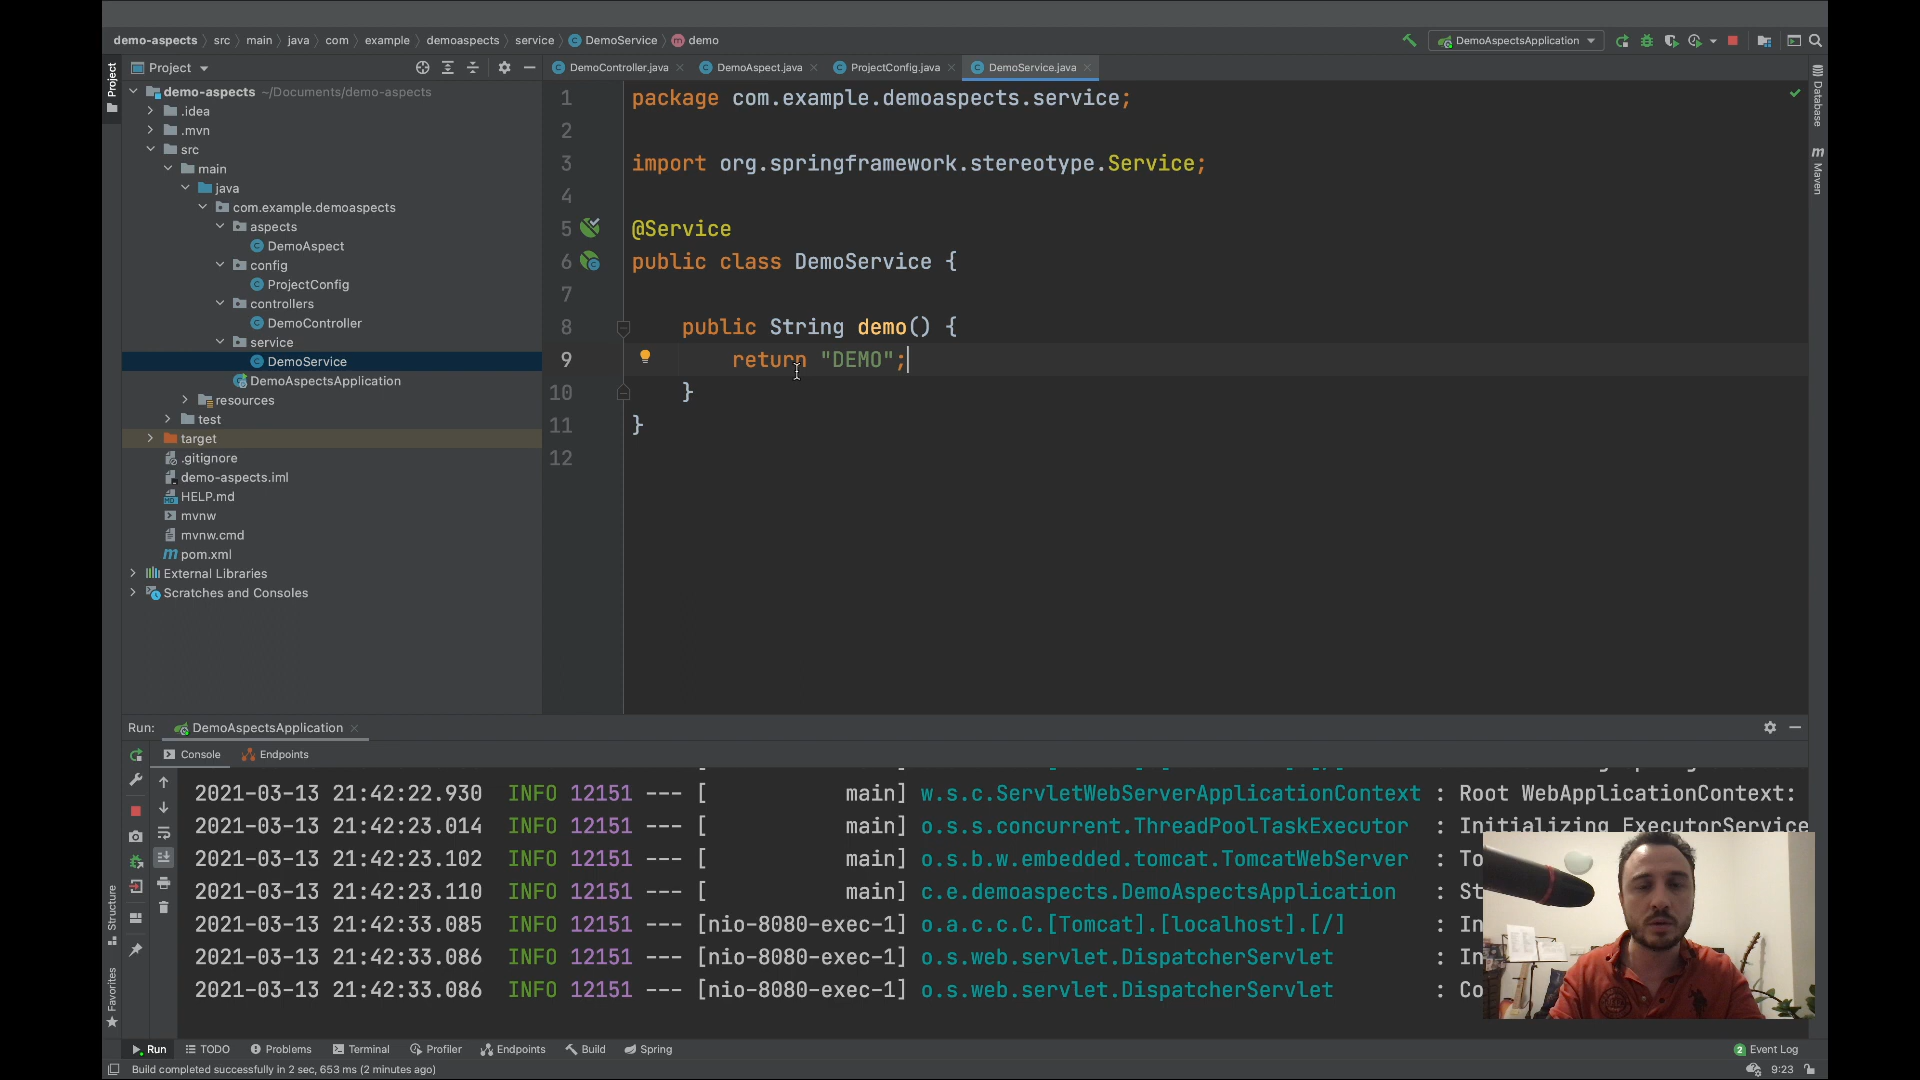 demo-aspects src main java com example demoaspects service DemoService demo
DemoAspectsApplication
Project
Project
DemoController.java
DemoAspect.java
ProjectConfig.java
DemoService.java
demo-aspects ~/Documents/demo-aspects
.idea
.mvn
src
main
java
com.example.demoaspects
aspects
DemoAspect
config
ProjectConfig
controllers
DemoController
service
DemoService
DemoAspectsApplication
resources
test
target
.gitignore
demo-aspects.iml
HELP.md
mvnw
mvnw.cmd
pom.xml
External Libraries
Scratches and Consoles
1 package com.example.demoaspects.service;
2
3 import org.springframework.stereotype.Service;
4
5 @Service
6 public class DemoService {
7
8 public String demo() {
9 return "DEMO";
10 }
11 }
12
Database
Maven
Run: DemoAspectsApplication
Console Endpoints
2021-03-13 21:42:22.930 INFO 12151 --- [ main] w.s.c.ServletWebServerApplicationContext : Root WebApplicationContext:
2021-03-13 21:42:23.014 INFO 12151 --- [ main] o.s.s.concurrent.ThreadPoolTaskExecutor : Initializing ExecutorService
2021-03-13 21:42:23.102 INFO 12151 --- [ main] o.s.b.w.embedded.tomcat.TomcatWebServer : To
2021-03-13 21:42:23.110 INFO 12151 --- [ main] c.e.demoaspects.DemoAspectsApplication : St
2021-03-13 21:42:33.085 INFO 12151 --- [nio-8080-exec-1] o.a.c.c.C.[Tomcat].[localhost].[/] : In
2021-03-13 21:42:33.086 INFO 12151 --- [nio-8080-exec-1] o.s.web.servlet.DispatcherServlet : In
2021-03-13 21:42:33.086 INFO 12151 --- [nio-8080-exec-1] o.s.web.servlet.DispatcherServlet : Co
Structure
Favorites
Run TODO Problems Terminal Profiler Endpoints Build Spring
2 Event Log
Build completed successfully in 2 sec, 653 ms (2 minutes ago)
9:23